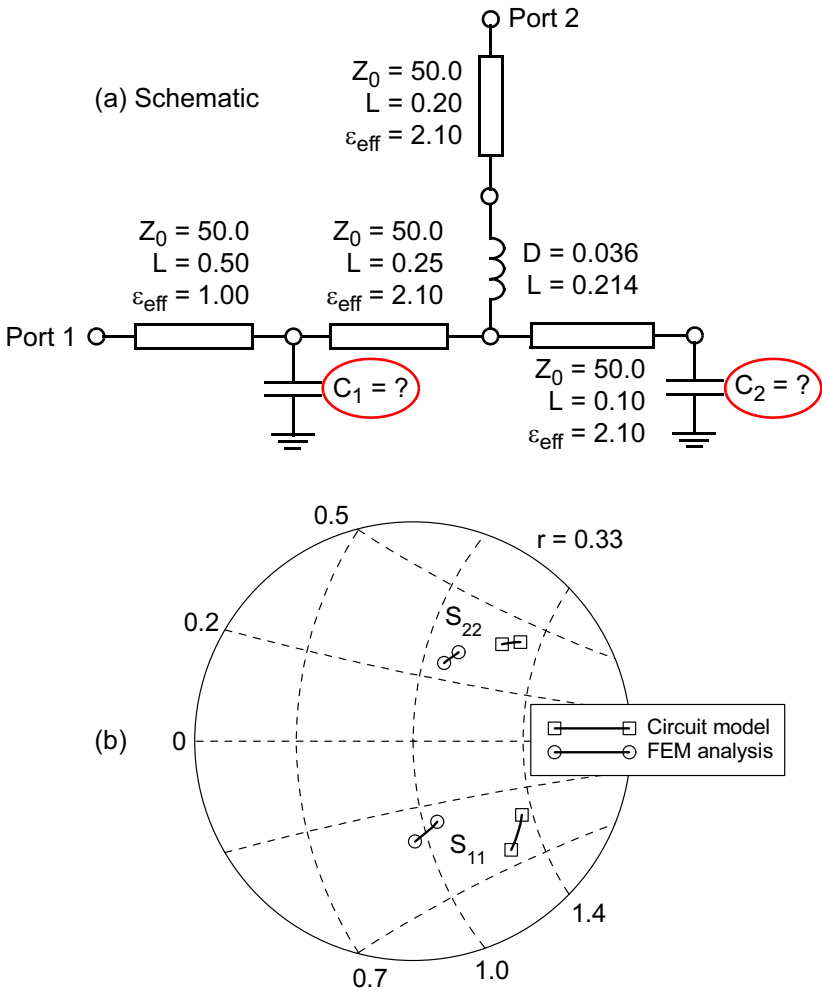 Port 2
(a) Schematic
Z0 = 50.0
L = 0.20
εeff = 2.10
Z0 = 50.0
L = 0.50
εeff = 1.00
Z0 = 50.0
L = 0.25
εeff = 2.10
D = 0.036
L = 0.214
Port 1
C1 = ?
Z0 = 50.0
L = 0.10
εeff = 2.10
C2 = ?
0.5
r = 0.33
0.2
S22
(b)
0
Circuit model
FEM analysis
S11
1.4
1.0
0.7